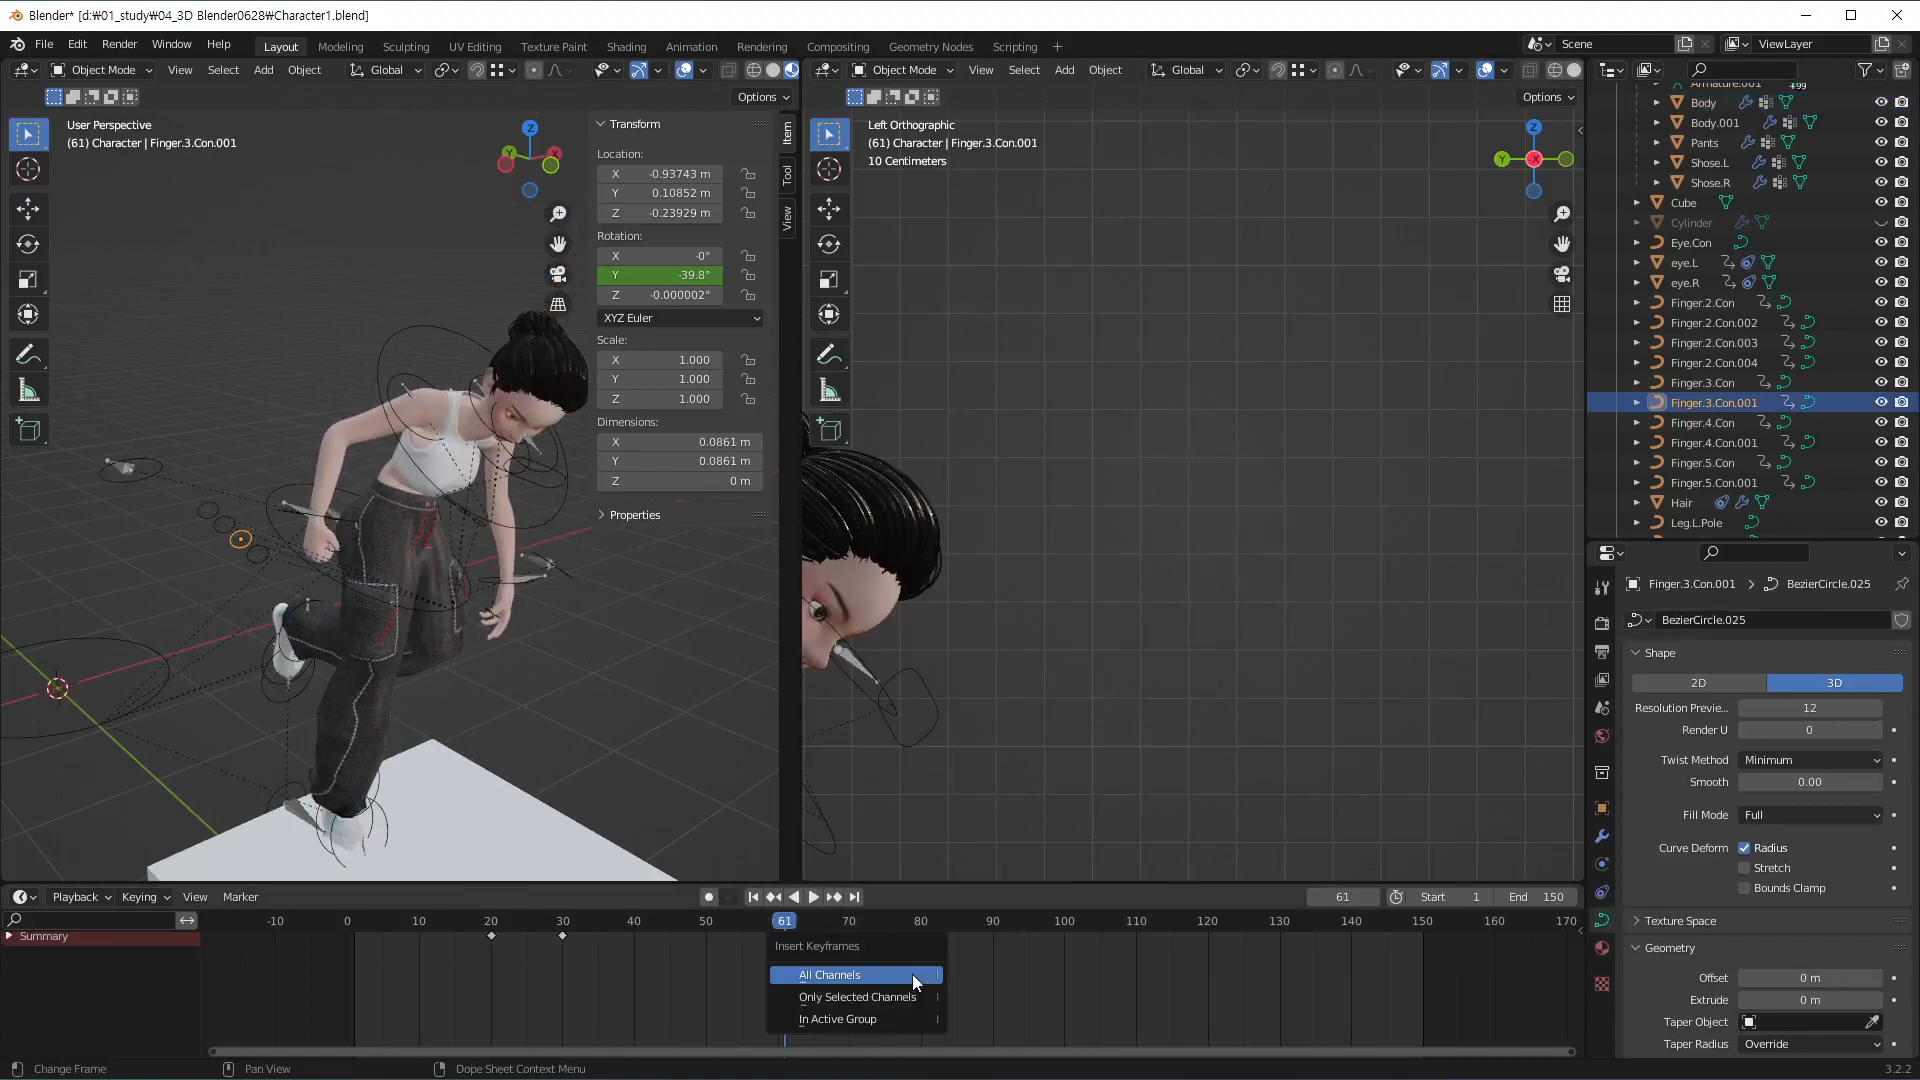 Blender* [d:₩01_study₩04_3D Blender0628₩Character1.blend]
File Edit Render Window Help Layout Modeling Sculpting UV Editing Texture Paint Shading Animation Rendering Compositing Geometry Nodes Scripting + Scene ViewLayer
Object Mode View Select Add Object Global
Object Mode View Select Add Object Global
Options
Options
User Perspective
(61) Character | Finger.3.Con.001
Z
Y
X
Transform
Location:
X -0.93743 m
Y 0.10852 m
Z -0.23929 m
Rotation:
X -0°
Y -39.8°
Z -0.000002°
XYZ Euler
Scale:
X 1.000
Y 1.000
Z 1.000
Dimensions:
X 0.0861 m
Y 0.0861 m
Z 0 m
Properties
Item
Tool
View
Left Orthographic
(61) Character | Finger.3.Con.001
10 Centimeters
Z
Y
-X
Armature.001
99
Body
Body.001
Pants
Shose.L
Shose.R
Cube
Cylinder
Eye.Con
eye.L
eye.R
Finger.2.Con
Finger.2.Con.002
Finger.2.Con.003
Finger.2.Con.004
Finger.3.Con
Finger.3.Con.001
Finger.4.Con
Finger.4.Con.001
Finger.5.Con
Finger.5.Con.001
Hair
Leg.L.Pole
Finger.3.Con.001 > BezierCircle.025
BezierCircle.025
Shape
2D 3D
Resolution Previe... 12
Render U 0
Twist Method Minimum
Smooth 0.00
Fill Mode Full
Curve Deform Radius
Stretch
Bounds Clamp
Texture Space
Geometry
Offset 0 m
Extrude 0 m
Taper Object
Taper Radius Override
Playback Keying View Marker 61 Start 1 End 150
-10 0 10 20 30 40 50 61 70 80 90 100 110 120 130 140 150 160 170
Summary
Insert Keyframes
All Channels I
Only Selected Channels I
In Active Group I
Change Frame Pan View Dope Sheet Context Menu 3.2.2